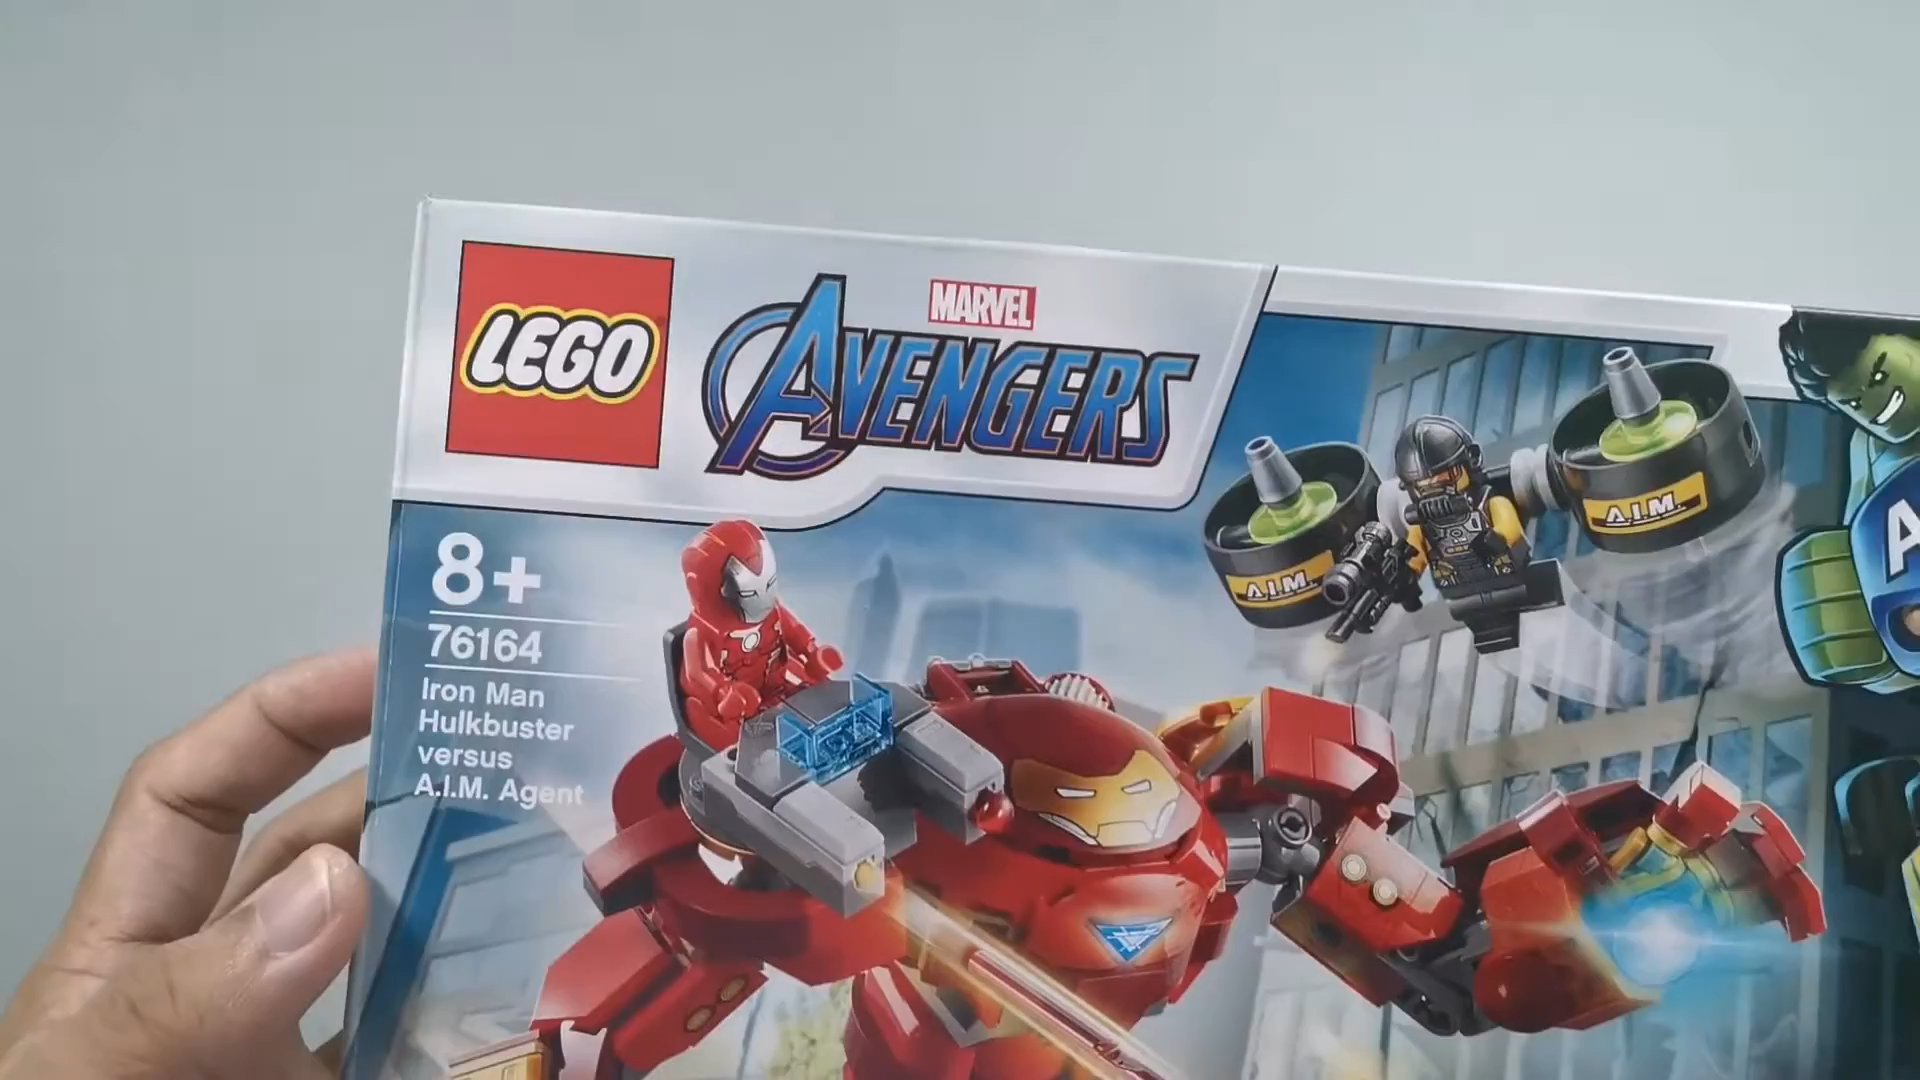 LEGO
MARVEL
AVENGERS
8+
76164
Iron Man
Hulkbuster
versus
A.I.M. Agent
A.I.M.
A.I.M.
A